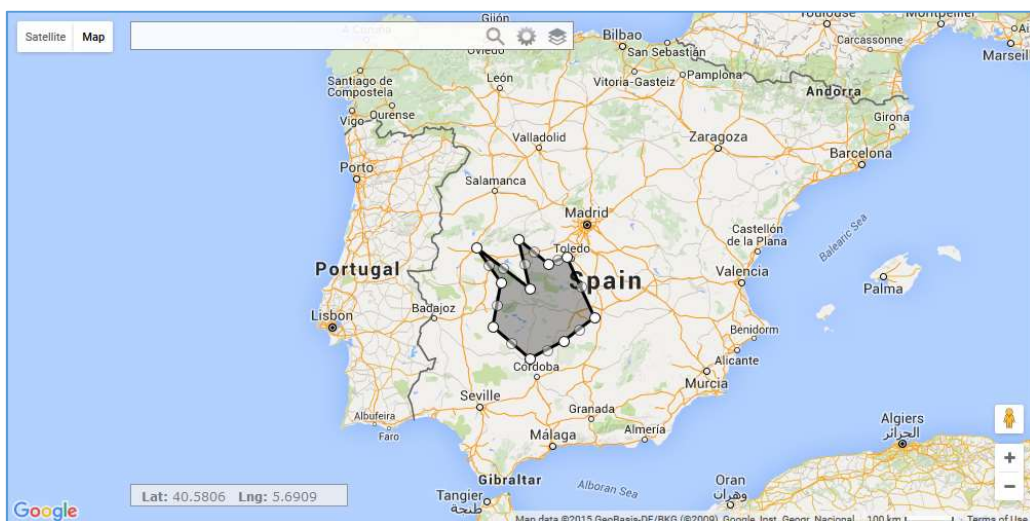 Satellite
Map
A Coruña
Gijón
Oviedo
Bilbao
San Sebastián
Toulouse
Montpellier
Marseil
Carcassonne
Santiago de
Compostela
León
Vitoria-Gasteiz
Pamplona
Andorra
Vigo
Ourense
Girona
Valladolid
Zaragoza
Barcelona
Porto
Salamanca
Madrid
Castellón
de la Plana
Balearic Sea
Toledo
Portugal
Spain
Valencia
Palma
Lisbon
Badajoz
Benidorm
Alicante
Córdoba
Murcia
Seville
Albufeira
Faro
Granada
Almería
Málaga
Algiers
الجزائر
Gibraltar
Alboran Sea
Oran
وهران
Tangier
طنجة
Lat: 40.5806 Lng: 5.6909
Google
Map data ©2015 GeoBasis-DE/BKG (©2009), Google, Inst. Geogr. Nacional
100 km
Terms of Use